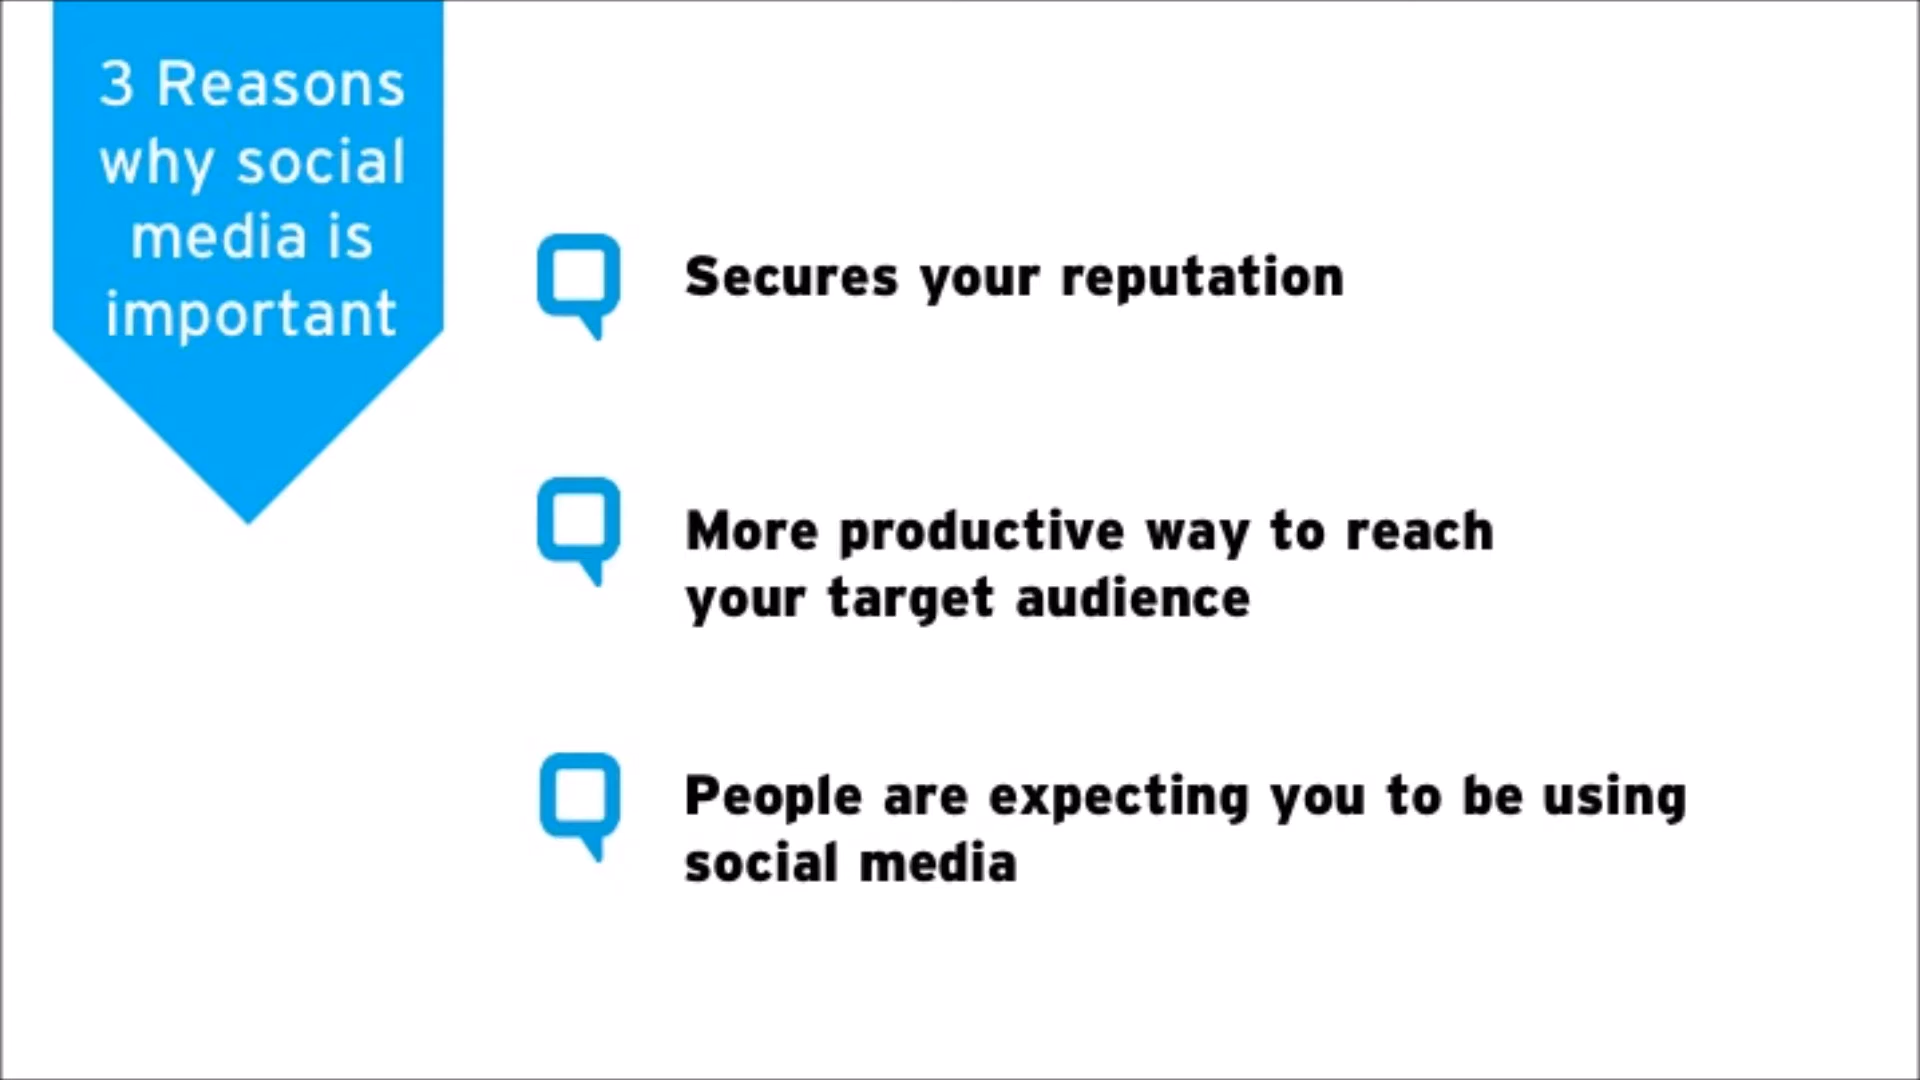 3 Reasons
why social
media is
important
Secures your reputation
More productive way to reach
your target audience
People are expecting you to be using
social media